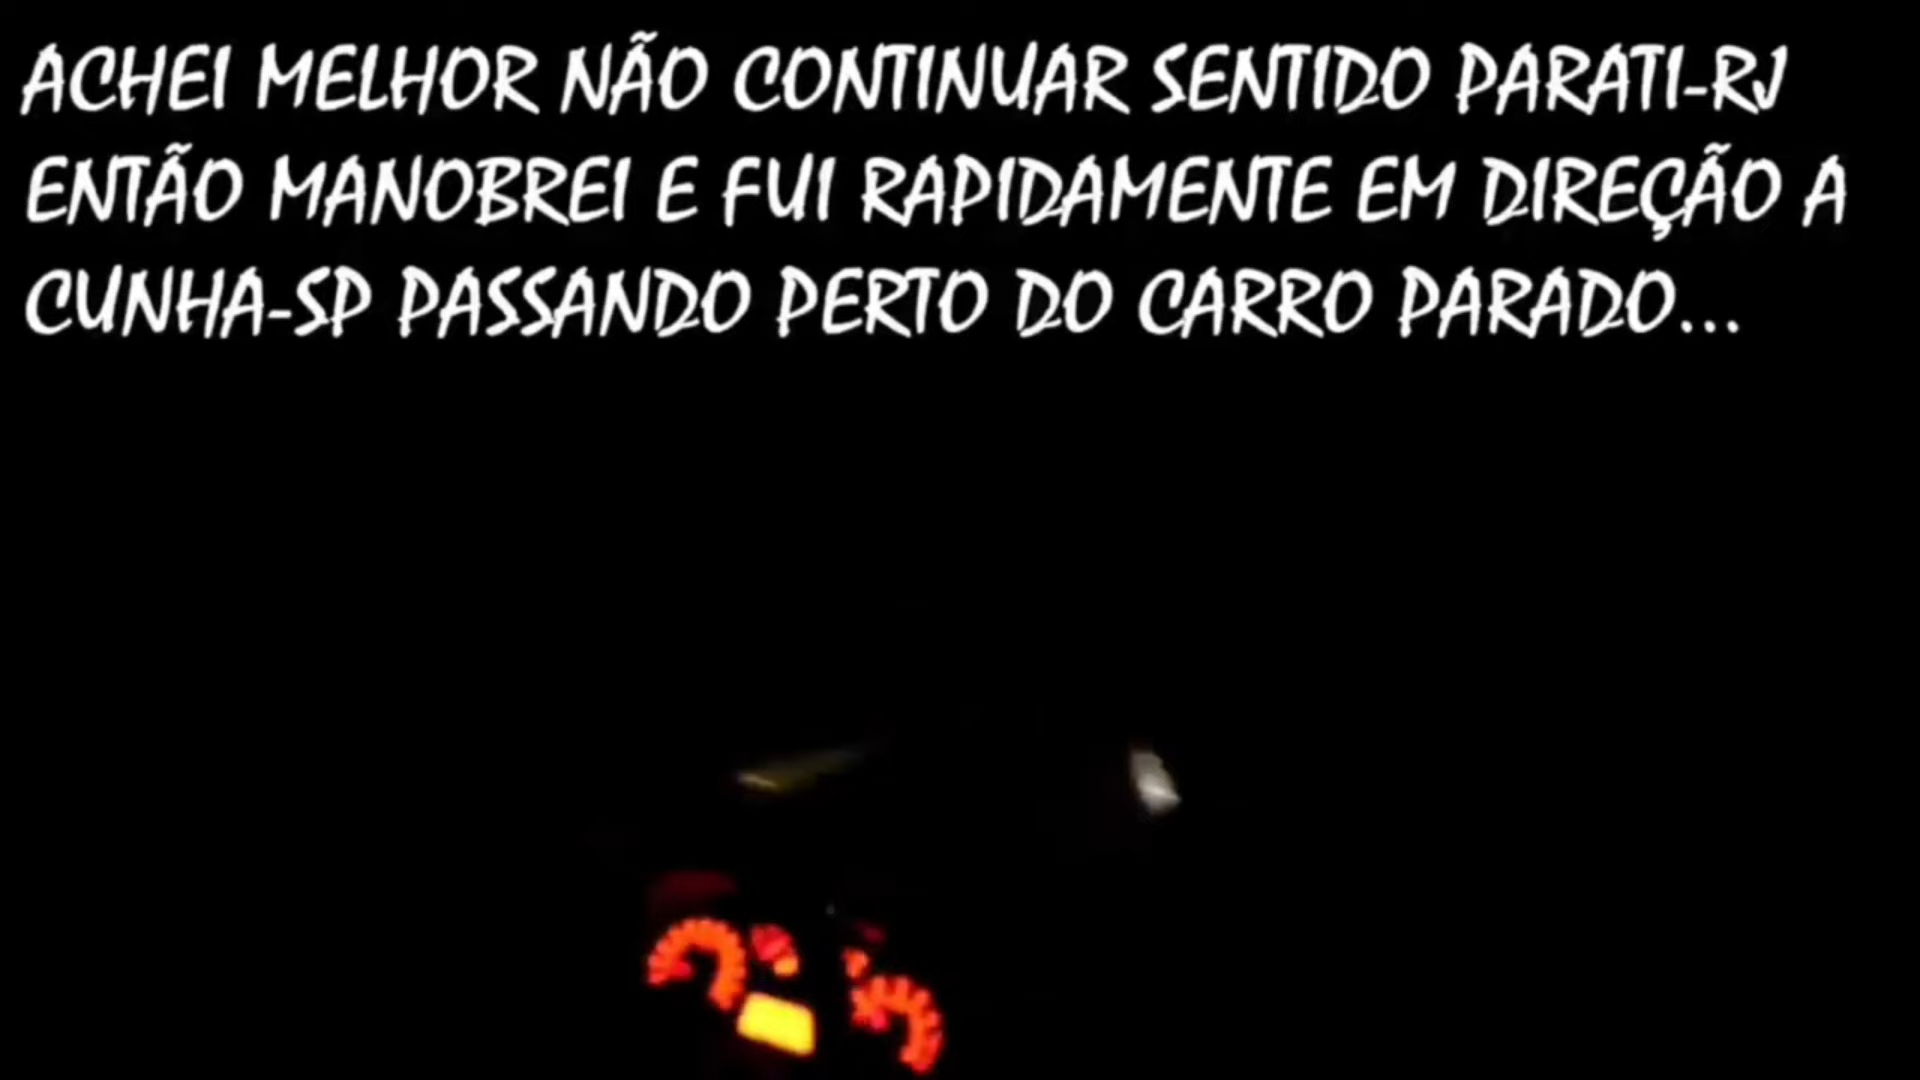 ACHEI MELHOR NÃO CONTINUAR SENTIDO PARATI-RJ
ENTÃO MANOBREI E FUI RAPIDAMENTE EM DIREÇÃO A
CUNHA-SP PASSANDO PERTO DO CARRO PARADO...